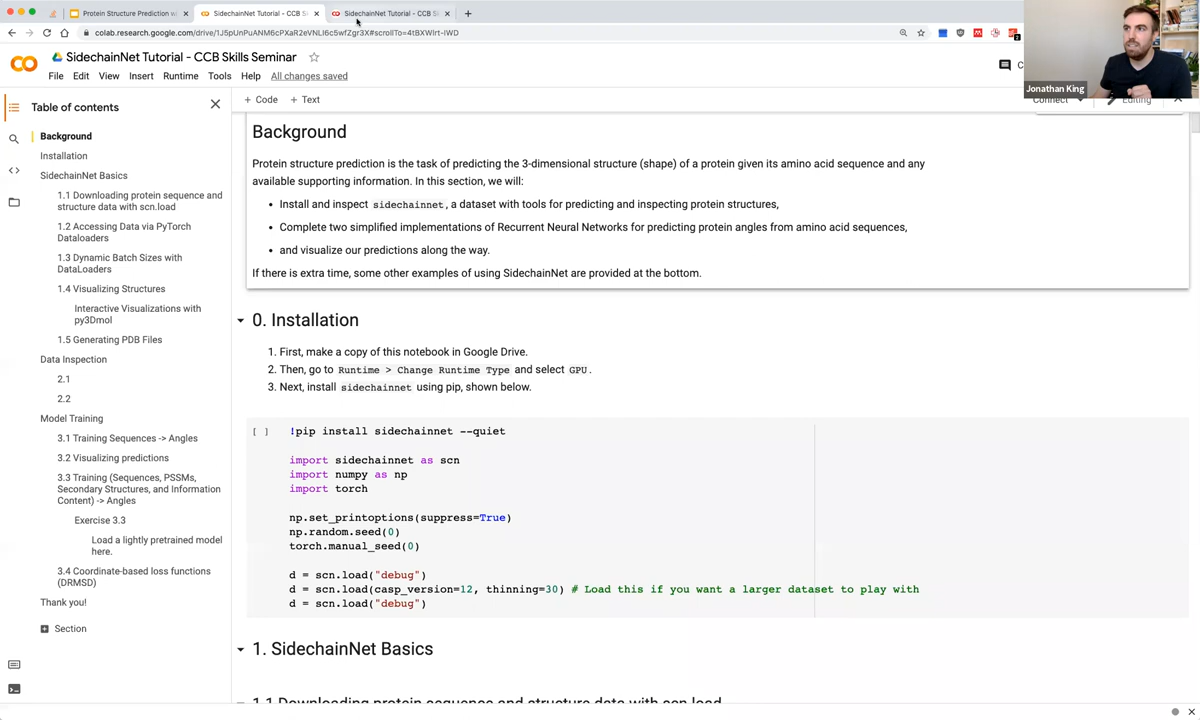 Protein Structure Prediction wi
SidechainNet Tutorial - CCB Sk
SidechainNet Tutorial - CCB Sk
colab.research.google.com/drive/1J5pUnPuANM6cPXaR2eVNLI6c5wfZgr3X#scrollTo=4tBXWIrt-IWD
SidechainNet Tutorial - CCB Skills Seminar
File Edit View Insert Runtime Tools Help All changes saved
Jonathan King
Connect Editing
+ Code + Text
Table of contents
Background
Installation
SidechainNet Basics
1.1 Downloading protein sequence and
structure data with scn.load
1.2 Accessing Data via PyTorch
Dataloaders
1.3 Dynamic Batch Sizes with
DataLoaders
1.4 Visualizing Structures
Interactive Visualizations with
py3Dmol
1.5 Generating PDB Files
Data Inspection
2.1
2.2
Model Training
3.1 Training Sequences -> Angles
3.2 Visualizing predictions
3.3 Training (Sequences, PSSMs,
Secondary Structures, and Information
Content) -> Angles
Exercise 3.3
Load a lightly pretrained model
here.
3.4 Coordinate-based loss functions
(DRMSD)
Thank you!
Section
Background
Protein structure prediction is the task of predicting the 3-dimensional structure (shape) of a protein given its amino acid sequence and any
available supporting information. In this section, we will:
• Install and inspect sidechainnet, a dataset with tools for predicting and inspecting protein structures,
• Complete two simplified implementations of Recurrent Neural Networks for predicting protein angles from amino acid sequences,
• and visualize our predictions along the way.
If there is extra time, some other examples of using SidechainNet are provided at the bottom.
0. Installation
1. First, make a copy of this notebook in Google Drive.
2. Then, go to Runtime > Change Runtime Type and select GPU.
3. Next, install sidechainnet using pip, shown below.
[ ] !pip install sidechainnet --quiet
import sidechainnet as scn
import numpy as np
import torch
np.set_printoptions(suppress=True)
np.random.seed(0)
torch.manual_seed(0)
d = scn.load("debug")
d = scn.load(casp_version=12, thinning=30) # Load this if you want a larger dataset to play with
d = scn.load("debug")
1. SidechainNet Basics
1.1 Downloading protein sequence and structure data with scn.load